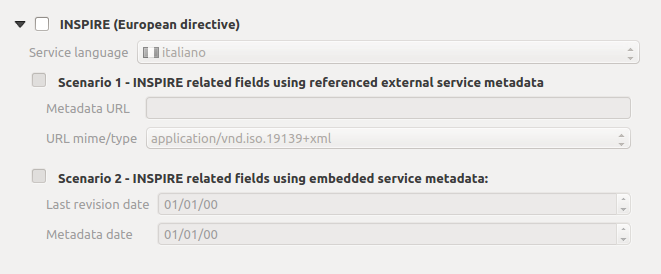 INSPIRE (European directive)
Service language italiano
Scenario 1 - INSPIRE related fields using referenced external service metadata
Metadata URL
URL mime/type application/vnd.iso.19139+xml
Scenario 2 - INSPIRE related fields using embedded service metadata:
Last revision date 01/01/00
Metadata date 01/01/00